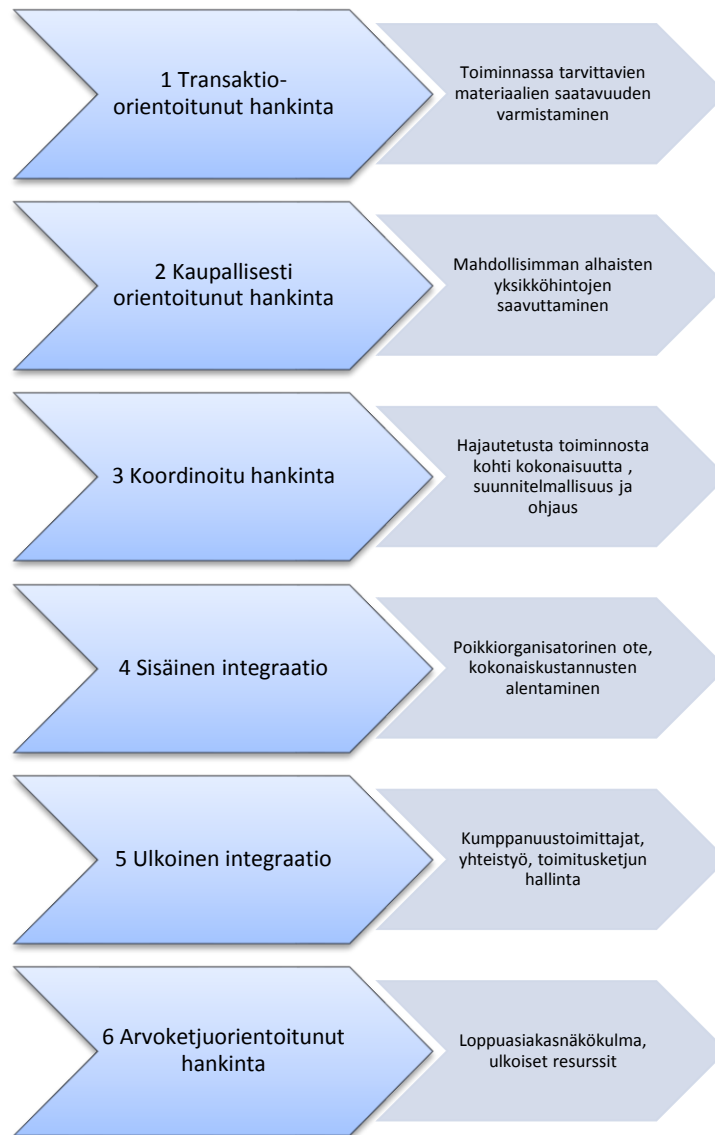 1 Transaktio-
orientoitunut hankinta
Toiminnassa tarvittavien
materiaalien saatavuuden
varmistaminen
2 Kaupallisesti
orientoitunut hankinta
Mahdollisimman alhaisten
yksikköhintojen
saavuttaminen
3 Koordinoitu hankinta
Hajautetusta toiminnosta
kohti kokonaisuutta ,
suunnitelmallisuus ja
ohjaus
4 Sisäinen integraatio
Poikkiorganisatorinen ote,
kokonaiskustannusten
alentaminen
5 Ulkoinen integraatio
Kumppanuustoimittajat,
yhteistyö, toimitusketjun
hallinta
6 Arvoketjuorientoitunut
hankinta
Loppuasiakasnäkökulma,
ulkoiset resurssit